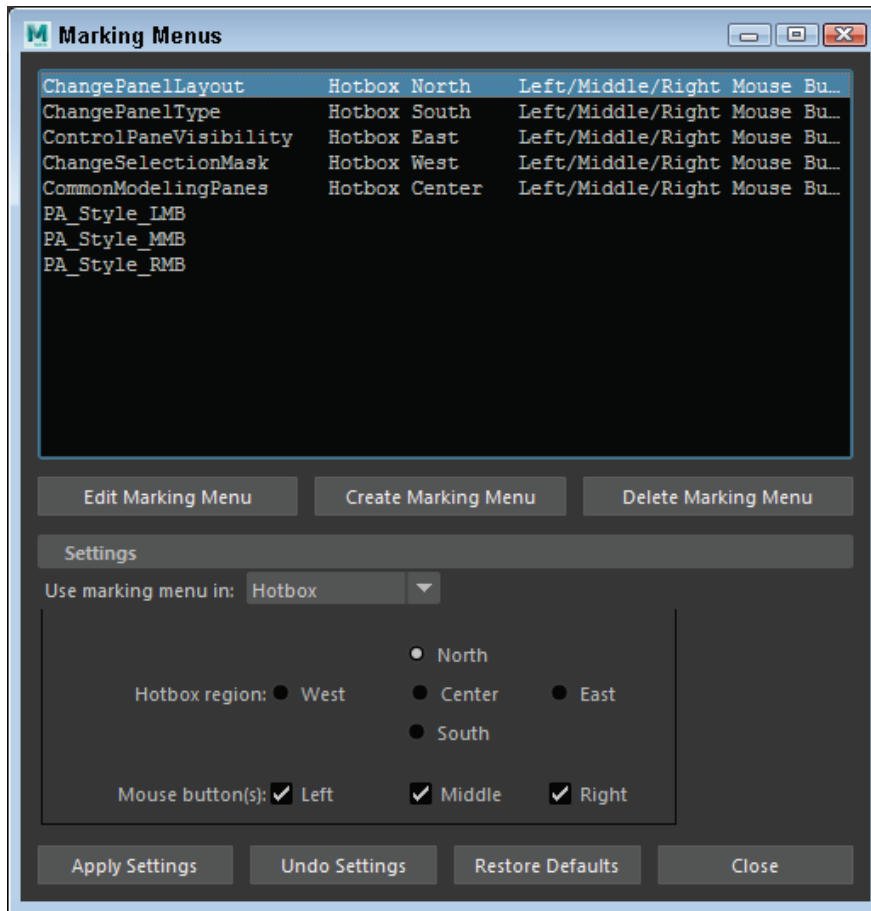 Marking Menus
ChangePanelLayout Hotbox North Left/Middle/Right Mouse Bu…
ChangePanelType Hotbox South Left/Middle/Right Mouse Bu…
ControlPaneVisibility Hotbox East Left/Middle/Right Mouse Bu…
ChangeSelectionMask Hotbox West Left/Middle/Right Mouse Bu…
CommonModelingPanes Hotbox Center Left/Middle/Right Mouse Bu…
PA_Style_LMB
PA_Style_MMB
PA_Style_RMB
Edit Marking Menu Create Marking Menu Delete Marking Menu
Settings
Use marking menu in: Hotbox
North
Hotbox region: West Center East
South
Mouse button(s): Left Middle Right
Apply Settings Undo Settings Restore Defaults Close